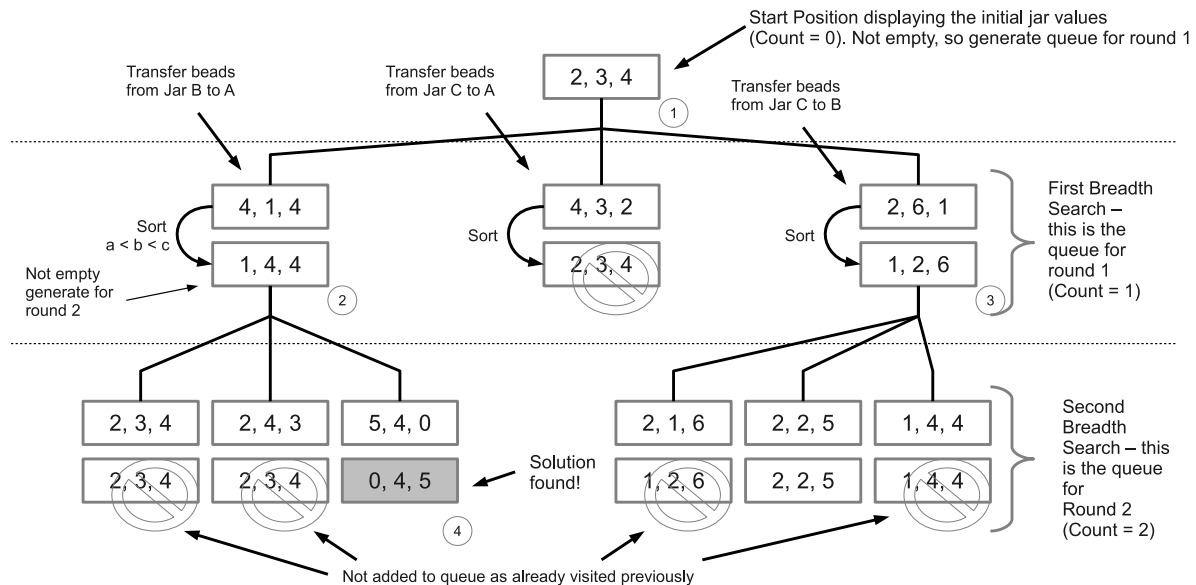 Start Position displaying the initial jar values
(Count = 0). Not empty, so generate queue for round 1
2, 3, 4
1
Transfer beads
from Jar B to A
Transfer beads
from Jar C to A
Transfer beads
from Jar C to B
4, 1, 4
4, 3, 2
2, 6, 1
Sort
a < b < c
Sort
Sort
1, 4, 4
2, 3, 4
1, 2, 6
Not empty
generate for
round 2
2
3
First Breadth
Search –
this is the
queue for
round 1
(Count = 1)
2, 3, 4
2, 4, 3
5, 4, 0
2, 1, 6
2, 2, 5
1, 4, 4
2, 3, 4
2, 3, 4
0, 4, 5
Solution
found!
1, 2, 6
2, 2, 5
1, 4, 4
4
Second
Breadth
Search – this
is the queue
for
Round 2
(Count = 2)
Not added to queue as already visited previously